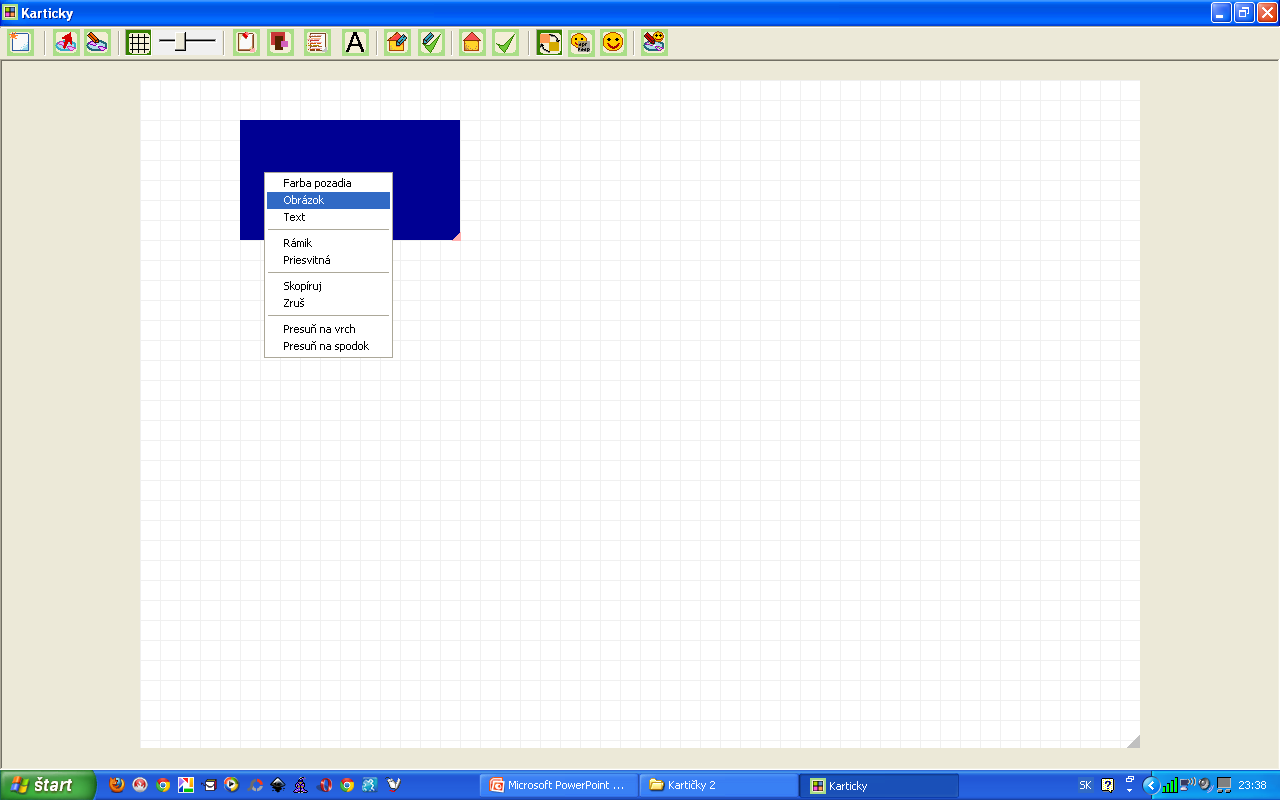 Karticky
A
Farba pozadia
Obrázok
Text
Rámik
Priesvitná
Skopíruj
Zruš
Presuň na vrch
Presuň na spodok
štart
Microsoft PowerPoint ...
Kartičky 2
Karticky
SK
23:38